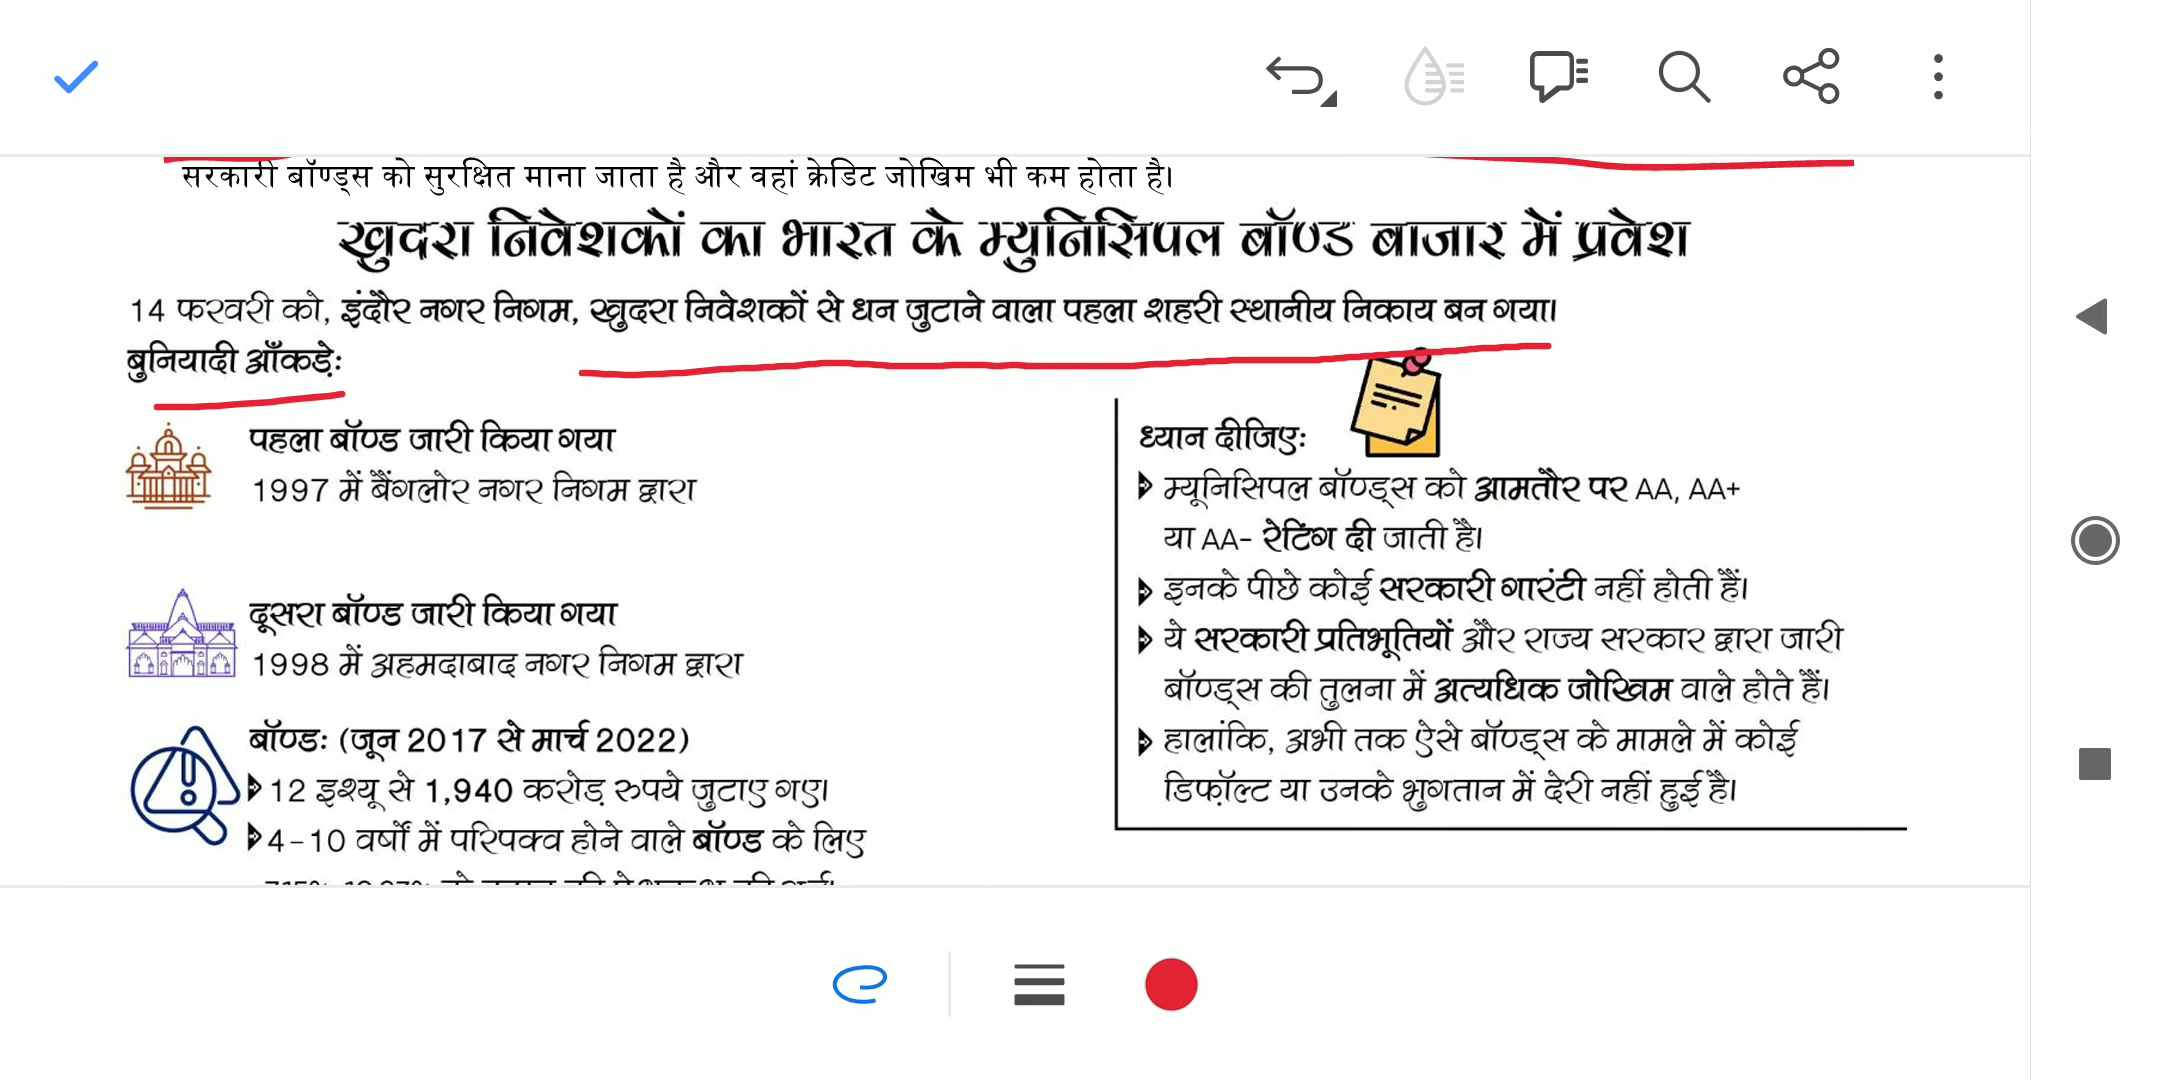 सरकारी बॉण्ड्स को सुरक्षित माना जाता है और वहां क्रेडिट जोखिम भी कम होता है।
खुदरा निवेशकों का भारत के म्युनिसिपल बॉण्ड बाजार में प्रवेश
14 फरवरी को, इंदौर नगर निगम, खुदरा निवेशकों से धन जुटाने वाला पहला शहरी स्थानीय निकाय बन गया।
बुनियादी आँकड़े:
पहला बॉण्ड जारी किया गया
1997 में बैंगलोर नगर निगम द्वारा
दूसरा बॉण्ड जारी किया गया
1998 में अहमदाबाद नगर निगम द्वारा
बॉण्ड: (जून 2017 से मार्च 2022)
12 इश्यू से 1,940 करोड़ रुपये जुटाए गए।
4-10 वर्षों में परिपक्व होने वाले बॉण्ड के लिए
ध्यान दीजिए:
म्यूनिसिपल बॉण्ड्स को आमतौर पर AA, AA+
या AA- रेटिंग दी जाती है।
इनके पीछे कोई सरकारी गारंटी नहीं होती हैं।
ये सरकारी प्रतिभूतियों और राज्य सरकार द्वारा जारी
बॉण्ड्स की तुलना में अत्यधिक जोखिम वाले होते हैं।
हालांकि, अभी तक ऐसे बॉण्ड्स के मामले में कोई
डिफ़ॉल्ट या उनके भुगतान में देरी नहीं हुई है।